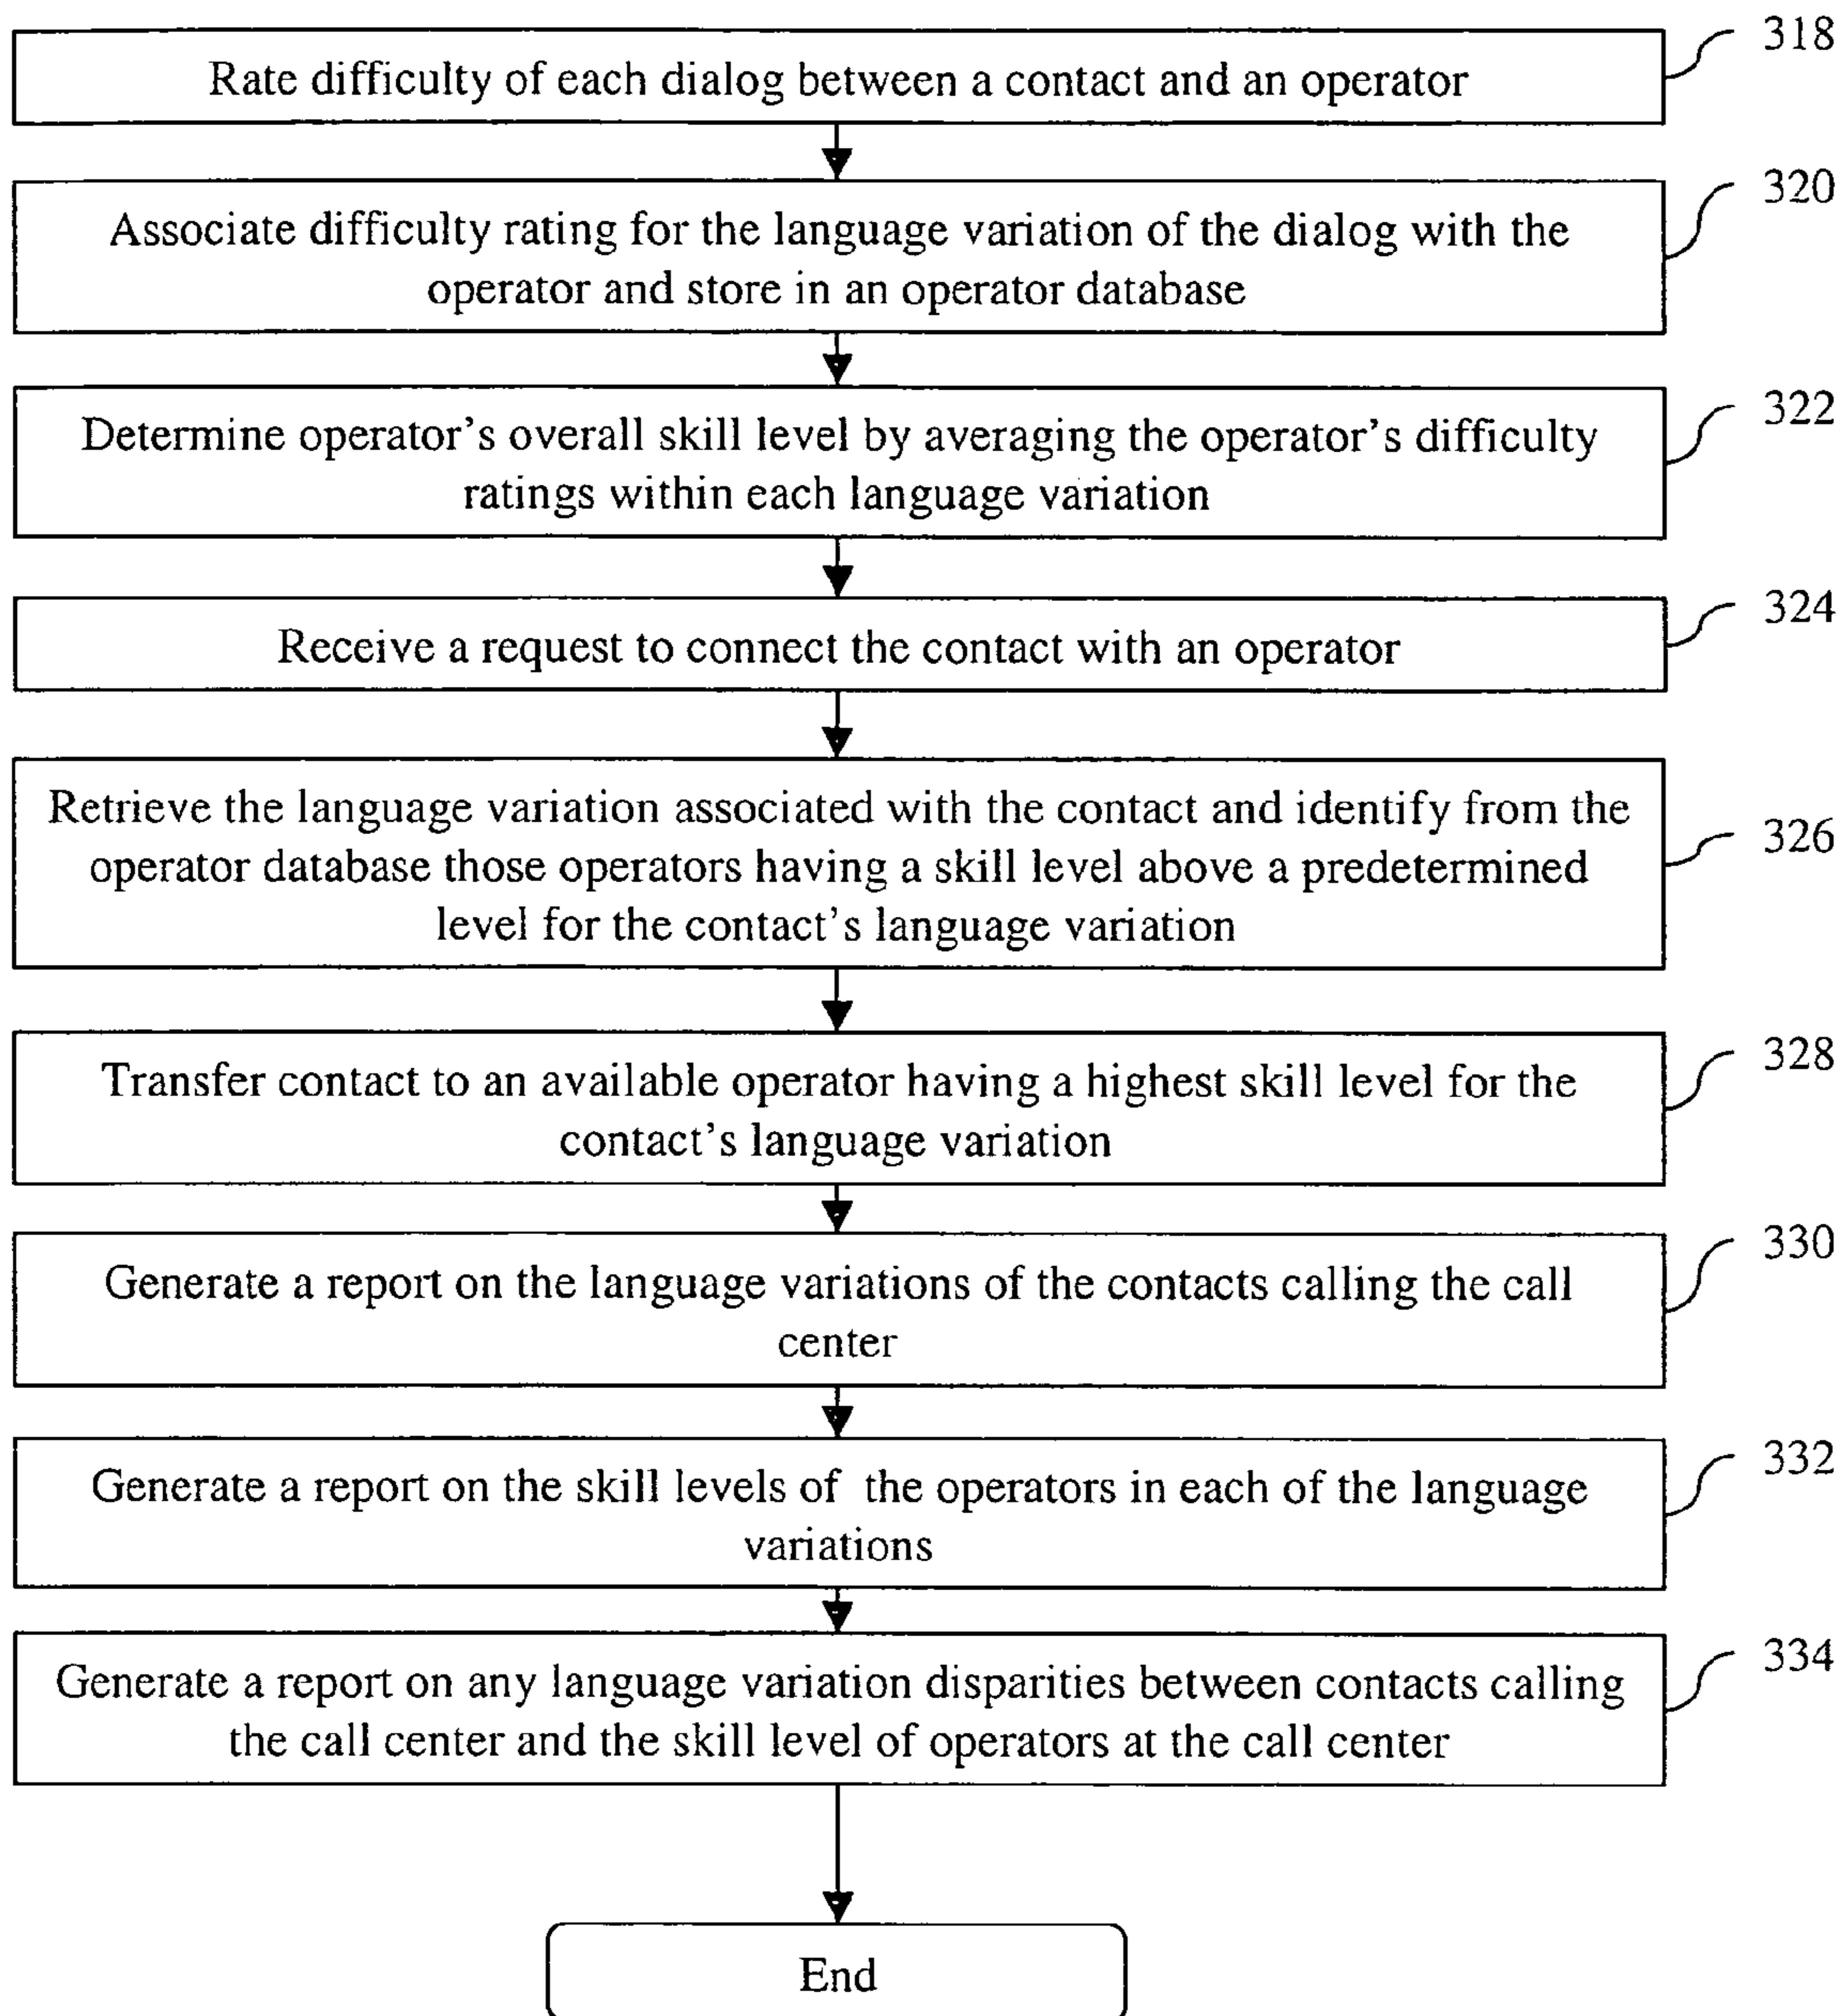 318
Rate difficulty of each dialog between a contact and an operator
320
Associate difficulty rating for the language variation of the dialog with the
operator and store in an operator database
322
Determine operator's overall skill level by averaging the operator's difficulty
ratings within each language variation
324
Receive a request to connect the contact with an operator
326
Retrieve the language variation associated with the contact and identify from the
operator database those operators having a skill level above a predetermined
level for the contact's language variation
328
Transfer contact to an available operator having a highest skill level for the
contact's language variation
330
Generate a report on the language variations of the contacts calling the call
center
332
Generate a report on the skill levels of the operators in each of the language
variations
334
Generate a report on any language variation disparities between contacts calling
the call center and the skill level of operators at the call center
End